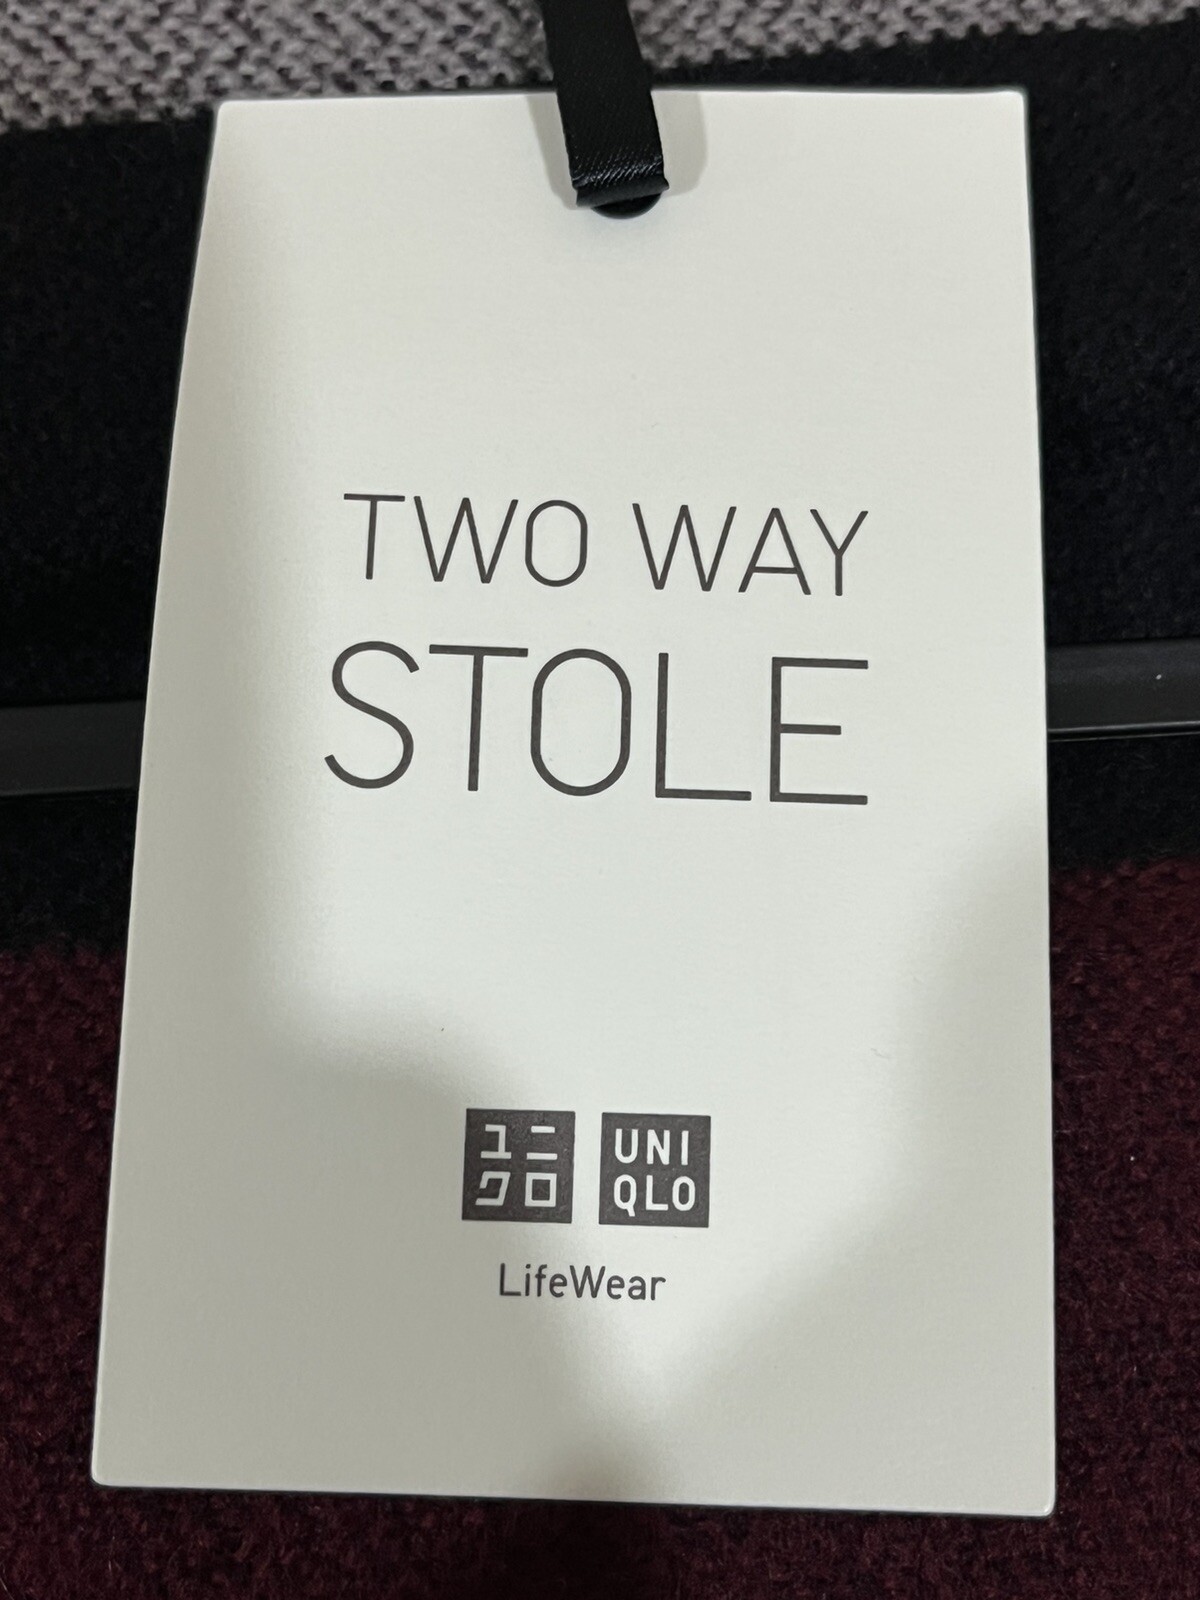 TWO WAY
STOLE
ユニ
クロ
UNI
QLO
LifeWear